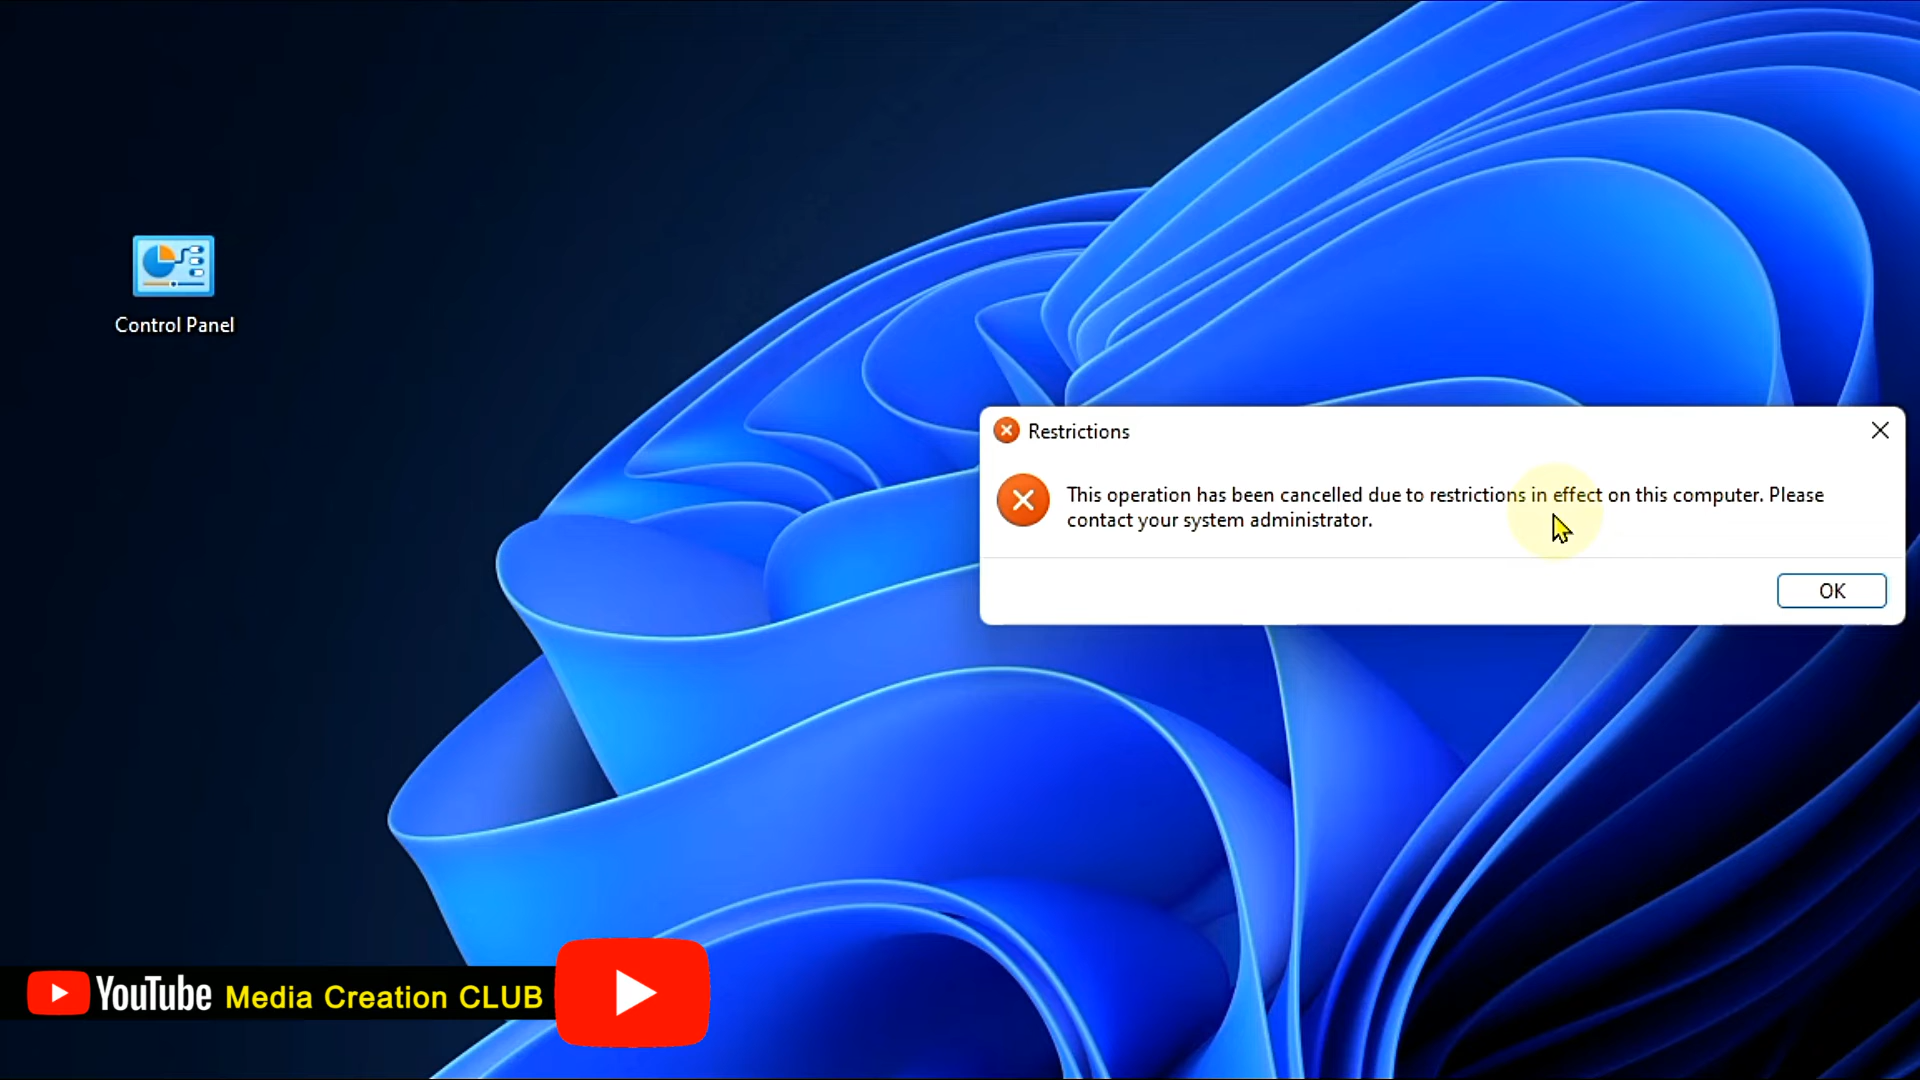 Control Panel
Restrictions
This operation has been cancelled due to restrictions in effect on this computer. Please
contact your system administrator.
OK
YouTube Media Creation CLUB